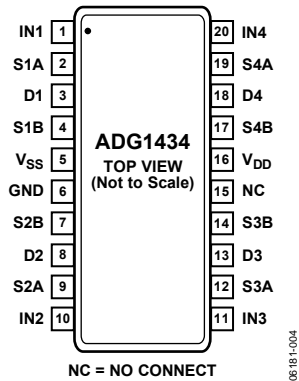 IN1 1 20 IN4
S1A 2 19 S4A
D1 3 18 D4
S1B 4 17 S4B
ADG1434
VSS 5 TOP VIEW 16 VDD
(Not to Scale)
GND 6 15 NC
S2B 7 14 S3B
D2 8 13 D3
S2A 9 12 S3A
IN2 10 11 IN3
NC = NO CONNECT
06181-004